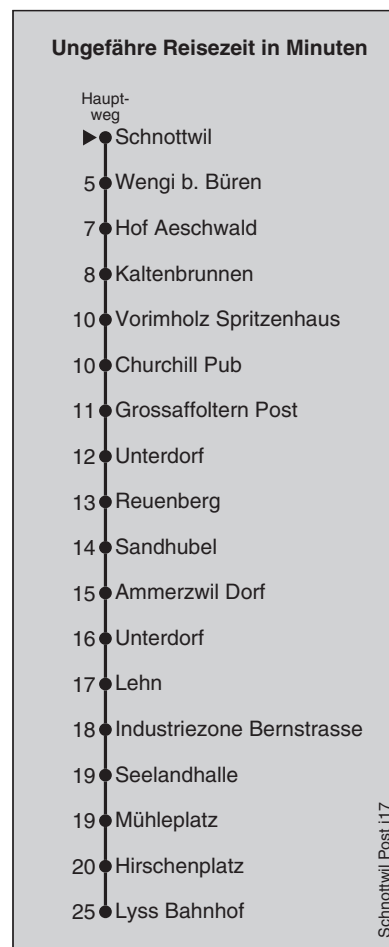 Ungefähre Reisezeit in Minuten
Haupt-
weg
Schnottwil
5 Wengi b. Büren
7 Hof Aeschwald
8 Kaltenbrunnen
10 Vorimholz Spritzenhaus
10 Churchill Pub
11 Grossaffoltern Post
12 Unterdorf
13 Reuenberg
14 Sandhubel
15 Ammerzwil Dorf
16 Unterdorf
17 Lehn
18 Industriezone Bernstrasse
19 Seelandhalle
19 Mühleplatz
20 Hirschenplatz
25 Lyss Bahnhof
Schnottwil Post j17